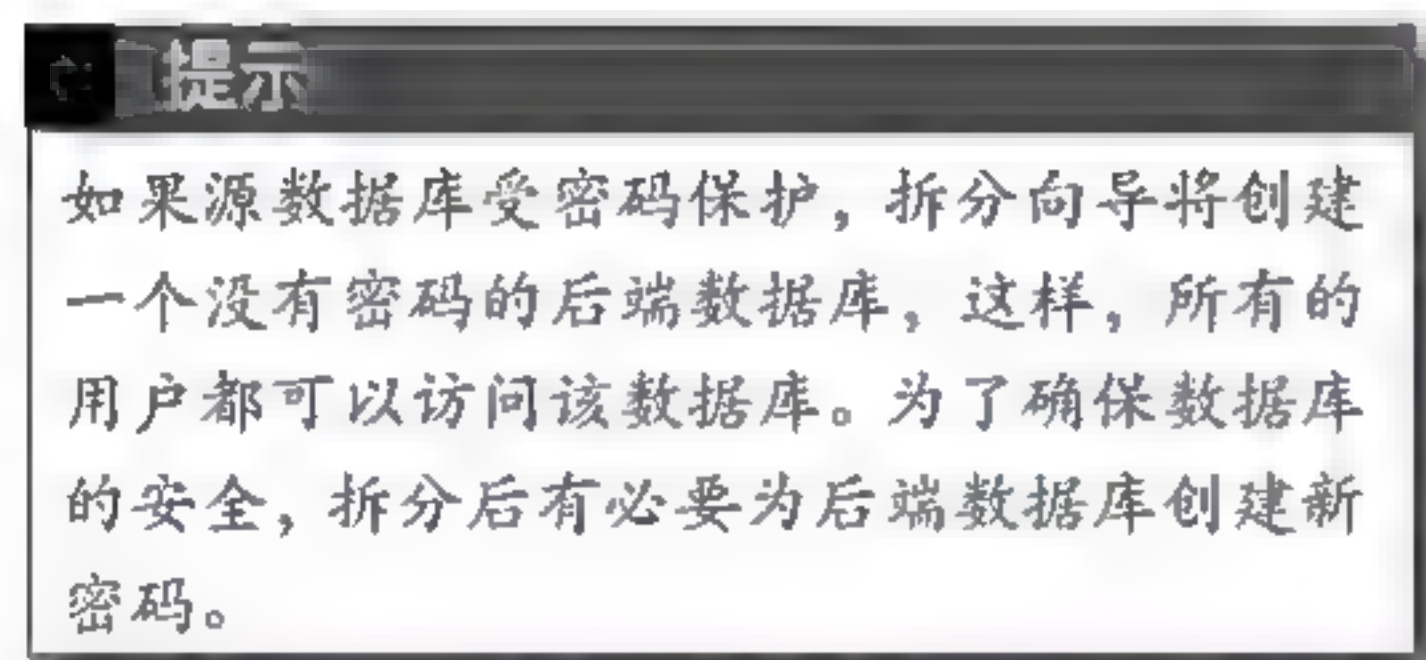 提示
如果源数据库受密码保护，拆分向导将创建
一个没有密码的后端数据库，这样，所有的
用户都可以访问该数据库。为了确保数据库
的安全，拆分后有必要为后端数据库创建新
密码。